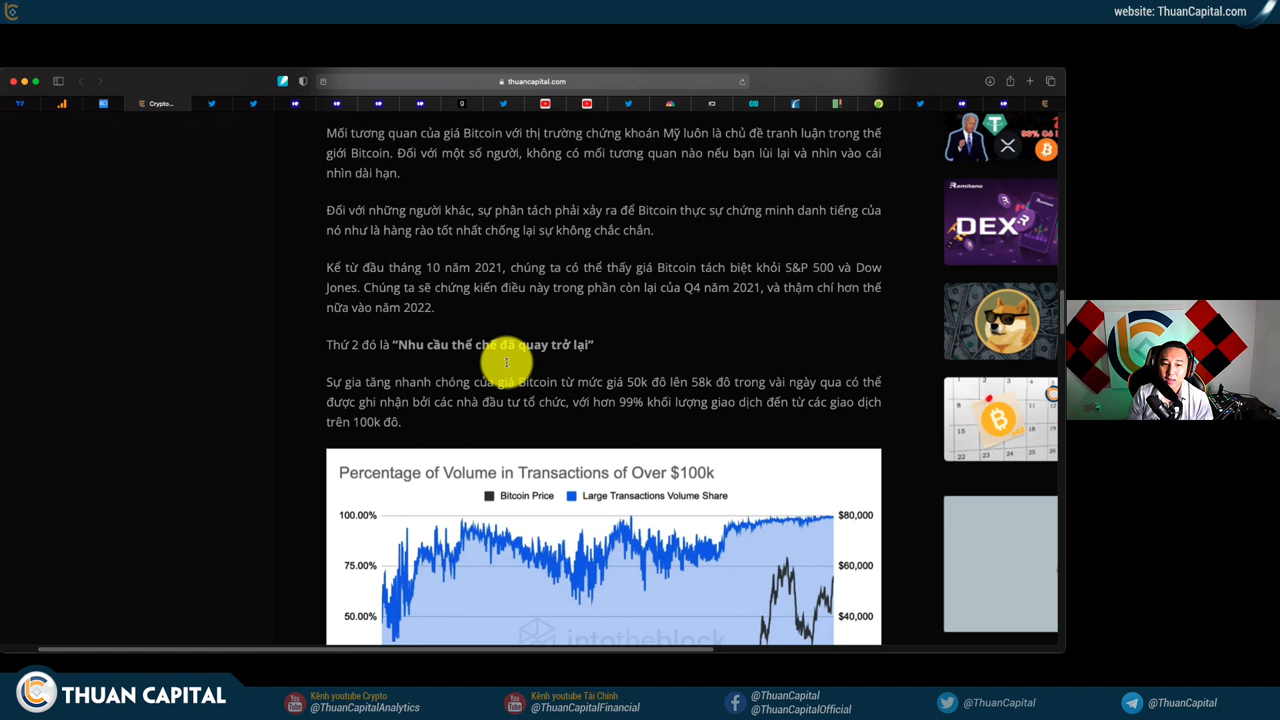 website: ThuanCapital.com
thuancapital.com
Crypto...
Mối tương quan của giá Bitcoin với thị trường chứng khoán Mỹ luôn là chủ đề tranh luận trong thế
giới Bitcoin. Đối với một số người, không có mối tương quan nào nếu bạn lùi lại và nhìn vào cái
nhìn dài hạn.
Đối với những người khác, sự phân tách phải xảy ra để Bitcoin thực sự chứng minh danh tiếng của
nó như là hàng rào tốt nhất chống lại sự không chắc chắn.
Kể từ đầu tháng 10 năm 2021, chúng ta có thể thấy giá Bitcoin tách biệt khỏi S&P 500 và Dow
Jones. Chúng ta sẽ chứng kiến điều này trong phần còn lại của Q4 năm 2021, và thậm chí hơn thế
nữa vào năm 2022.
Thứ 2 đó là "Nhu cầu thể chế đã quay trở lại"
Sự gia tăng nhanh chóng của giá Bitcoin từ mức giá 50k đô lên 58k đô trong vài ngày qua có thể
được ghi nhận bởi các nhà đầu tư tổ chức, với hơn 99% khối lượng giao dịch đến từ các giao dịch
trên 100k đô.
Percentage of Volume in Transactions of Over $100k
Bitcoin Price Large Transactions Volume Share
100.00% $80,000
75.00% $60,000
50.00% $40,000
intotheblock
Remitano
DEX
THUAN CAPITAL
Kênh youtube Crypto
@ThuanCapitalAnalytics
Kênh youtube Tài Chính
@ThuanCapitalFinancial
@ThuanCapital
@ThuanCapitalOfficial
@ThuanCapital
@ThuanCapital